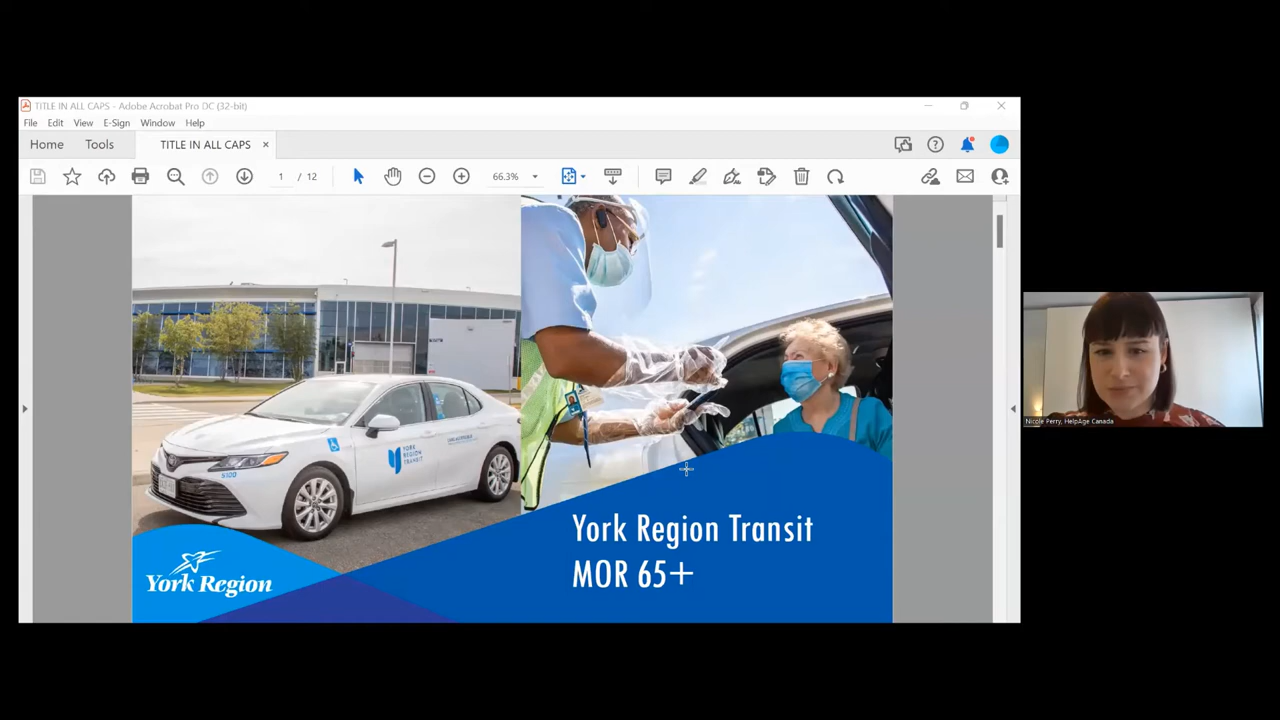 TITLE IN ALL CAPS - Adobe Acrobat Pro DC (32-bit)
File Edit View Window Help
Home Tools TITLE IN ALL CAPS
1 / 12 66.3%
YORK
REGION
TRANSIT
5100
York Region Transit
MOR 65+
York Region
Nicole Perry, HelpAge Canada